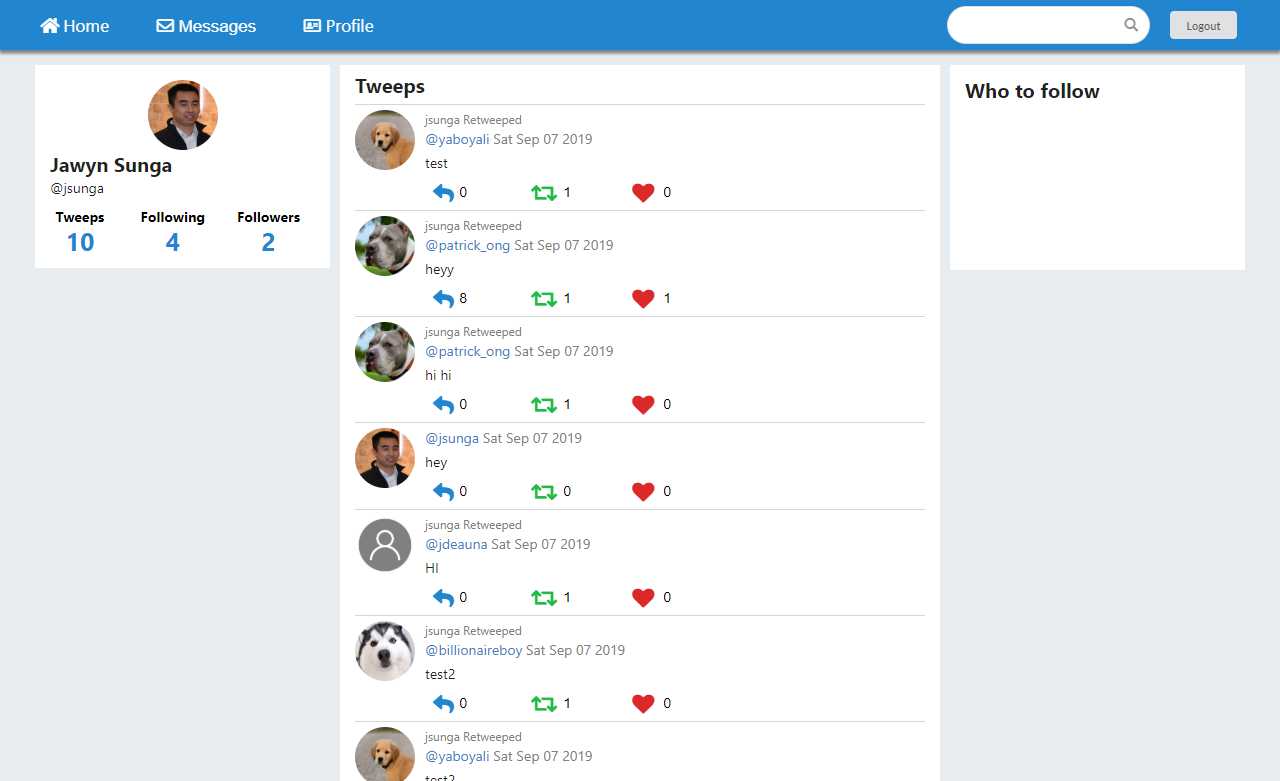 Home Messages Profile Logout
Jawyn Sunga
@jsunga
Tweeps Following Followers
10 4 2
Tweeps
jsunga Retweeped
@yaboyali Sat Sep 07 2019
test
0 1 0
jsunga Retweeped
@patrick_ong Sat Sep 07 2019
heyy
8 1 1
jsunga Retweeped
@patrick_ong Sat Sep 07 2019
hi hi
0 1 0
@jsunga Sat Sep 07 2019
hey
0 0 0
jsunga Retweeped
@jdeauna Sat Sep 07 2019
HI
0 1 0
jsunga Retweeped
@billionaireboy Sat Sep 07 2019
test2
0 1 0
jsunga Retweeped
@yaboyali Sat Sep 07 2019
test2
Who to follow